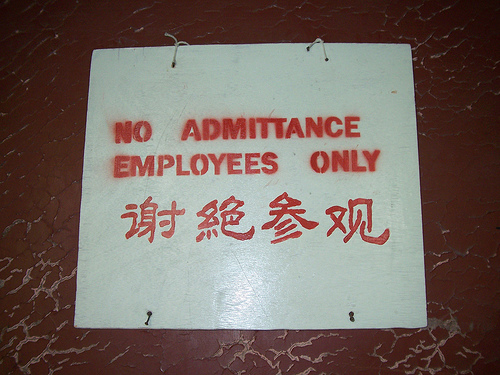 NO ADMITTANCE
EMPLOYEES ONLY
谢絶参观